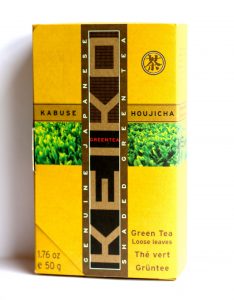 茶
KABUSE HOUJICHA
GENUINE JAPANESE
KEIKO
GREENTEA
SHADED GREEN TEA
Green Tea
Loose leaves
Thé vert
Grüntee
1.76 oz
e 50 g